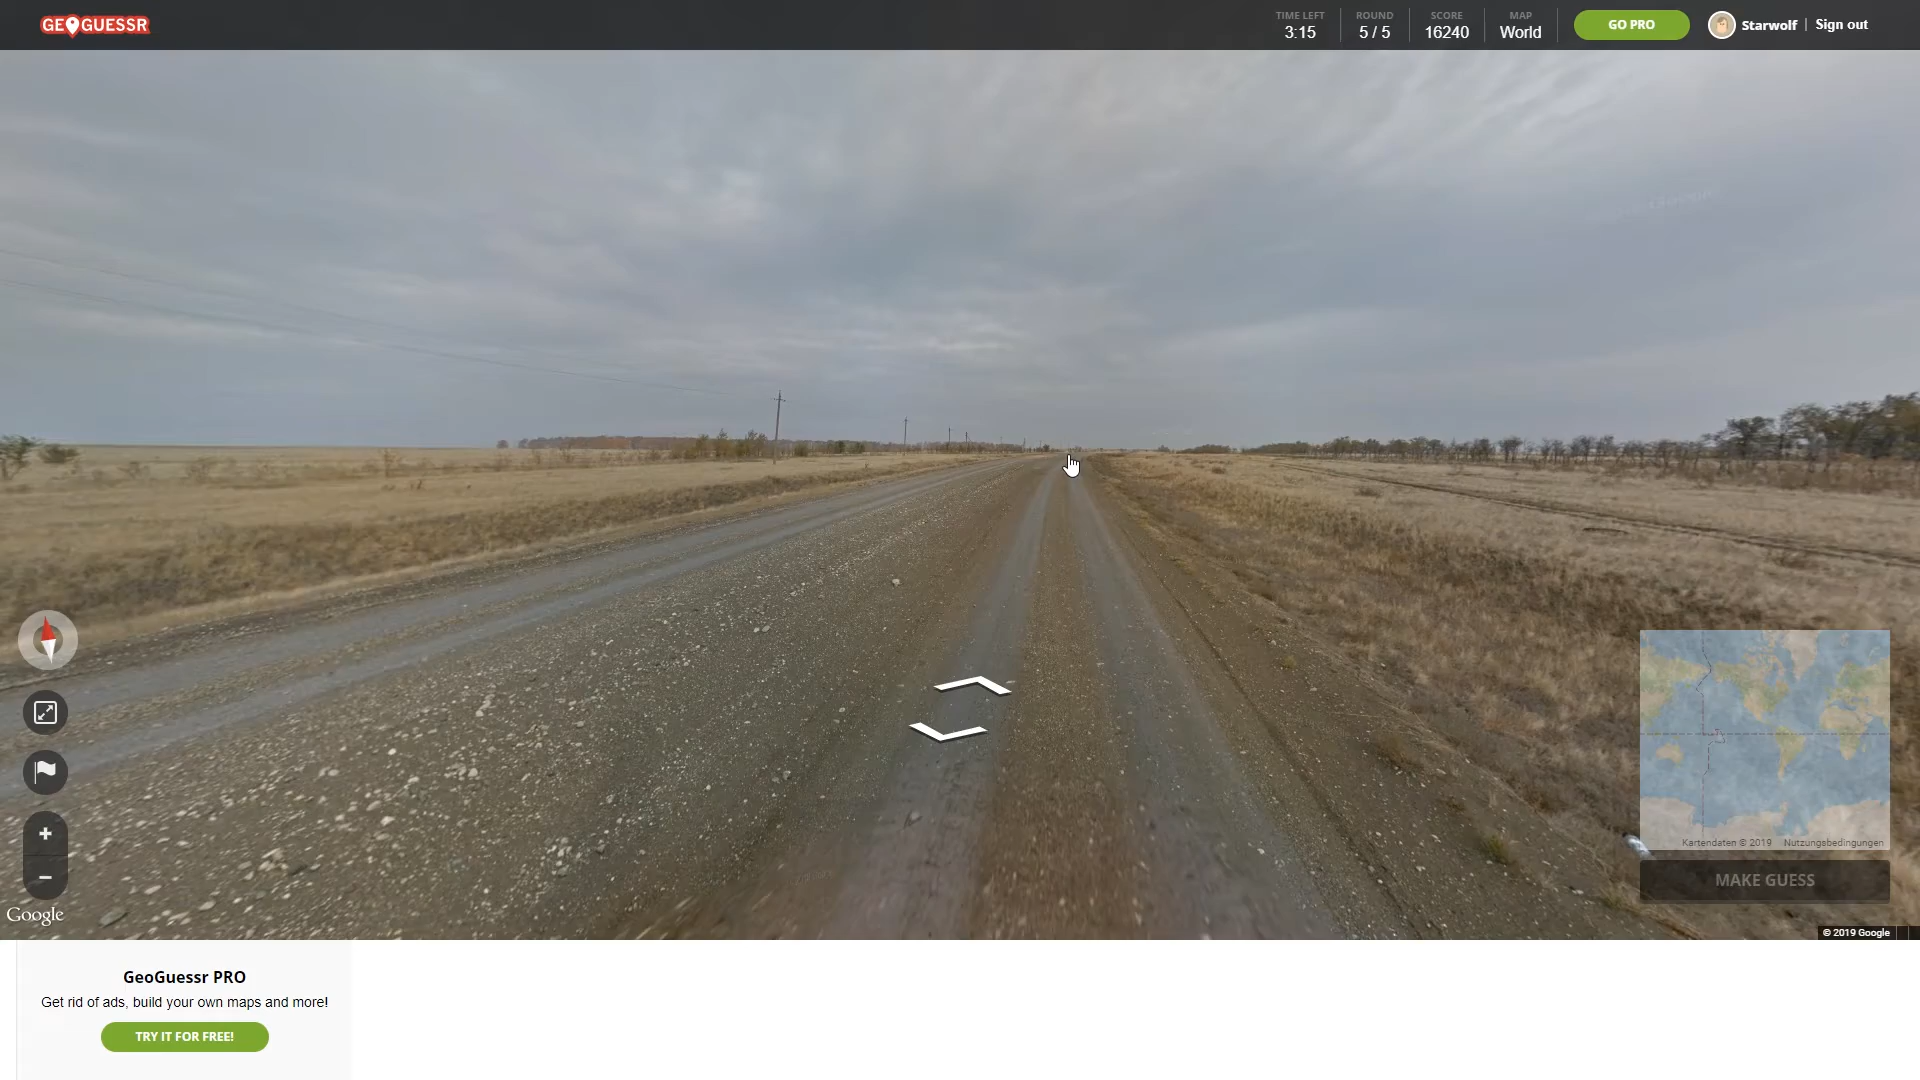 GEOGUESSR
TIME LEFT
3:15
ROUND
5 / 5
SCORE
16240
MAP
World
GO PRO
Starwolf
Sign out
Google
Kartendaten © 2019
Nutzungsbedingungen
MAKE GUESS
© 2019 Google
GeoGuessr PRO
Get rid of ads, build your own maps and more!
TRY IT FOR FREE!